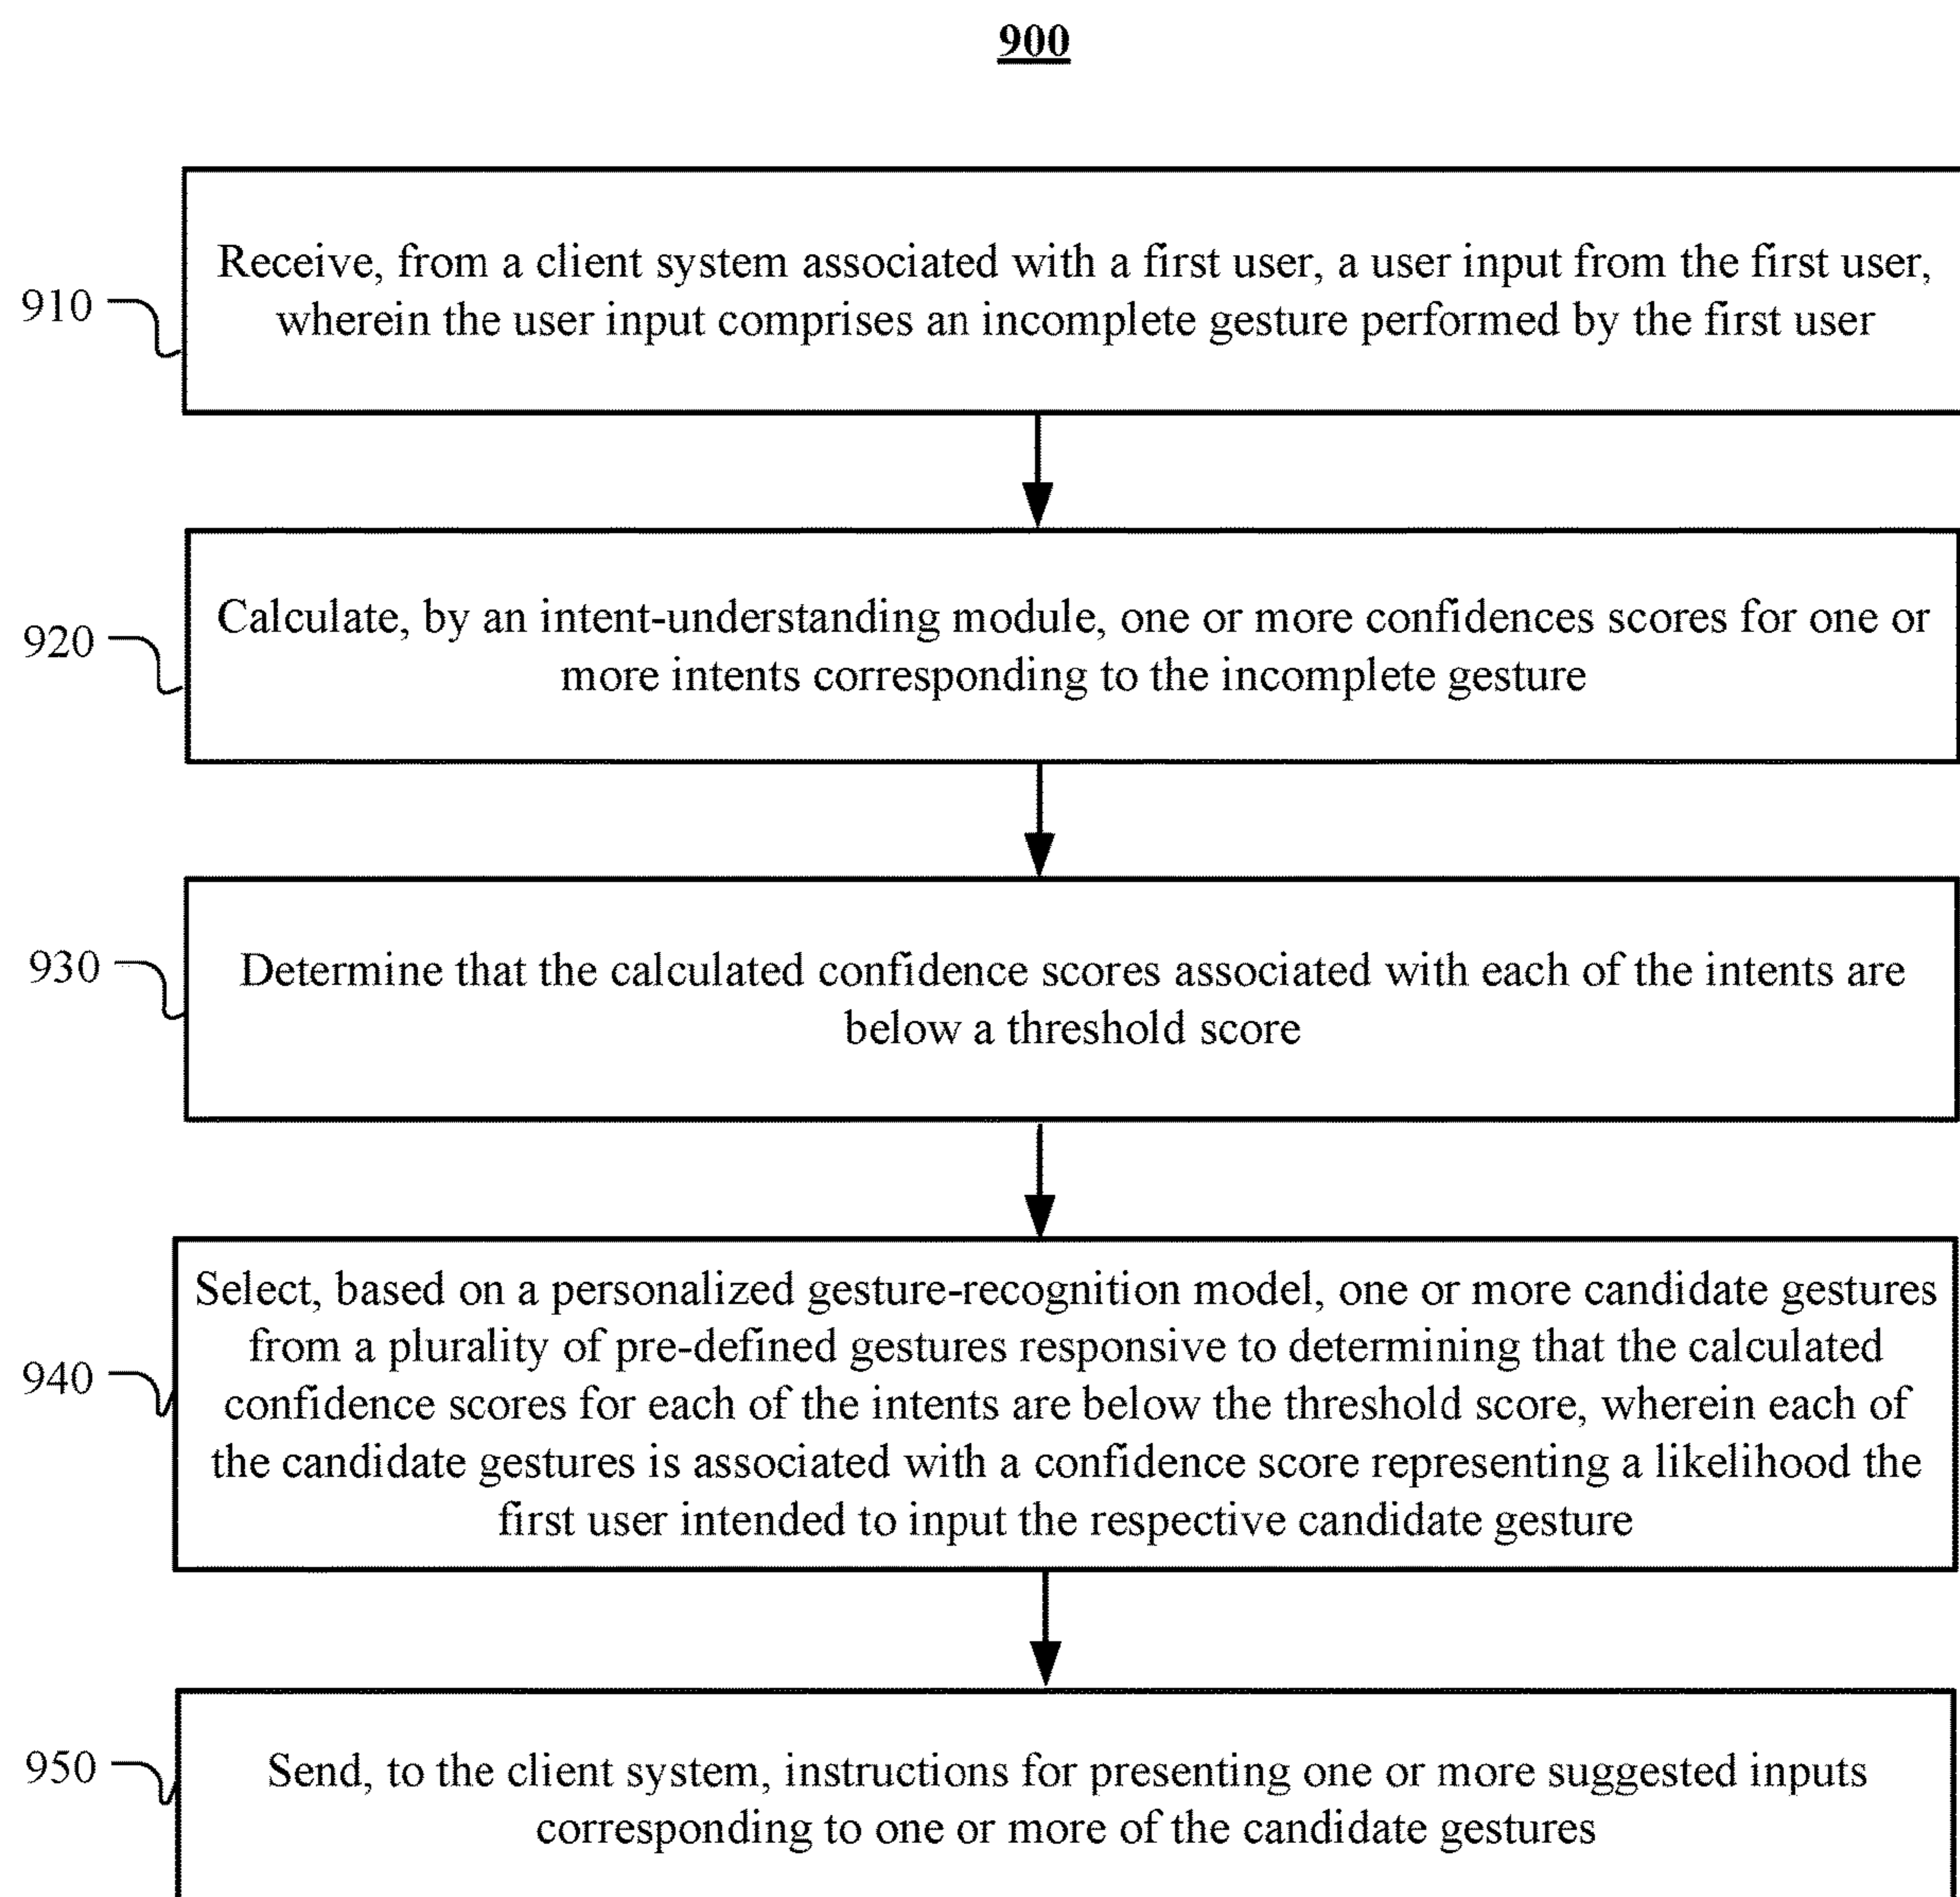 900
910
Receive, from a client system associated with a first user, a user input from the first user,
wherein the user input comprises an incomplete gesture performed by the first user
920
Calculate, by an intent-understanding module, one or more confidences scores for one or
more intents corresponding to the incomplete gesture
930
Determine that the calculated confidence scores associated with each of the intents are
below a threshold score
940
Select, based on a personalized gesture-recognition model, one or more candidate gestures
from a plurality of pre-defined gestures responsive to determining that the calculated
confidence scores for each of the intents are below the threshold score, wherein each of
the candidate gestures is associated with a confidence score representing a likelihood the
first user intended to input the respective candidate gesture
950
Send, to the client system, instructions for presenting one or more suggested inputs
corresponding to one or more of the candidate gestures